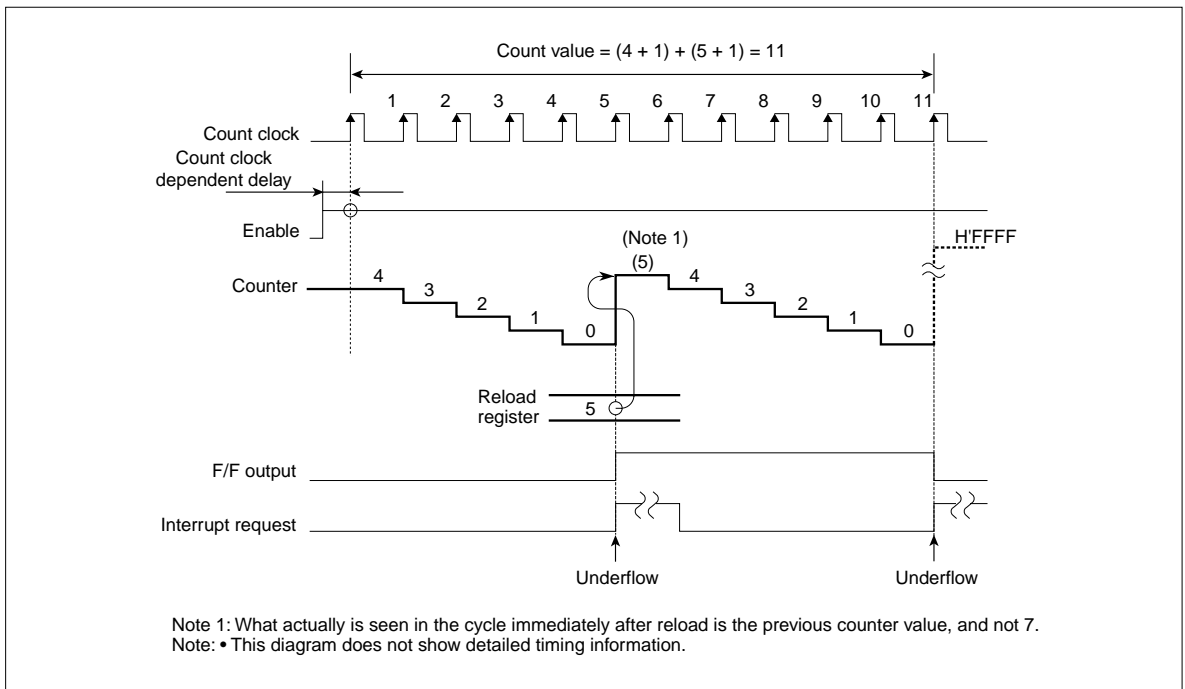 Count value = (4 + 1) + (5 + 1) = 11
1 2 3 4 5 6 7 8 9 10 11
Count clock
Count clock
dependent delay
Enable
H'FFFF
(Note 1)
(5)
Counter
4 3 2 1 0 4 3 2 1 0
Reload
register
5
F/F output
Interrupt request
Underflow Underflow
Note 1: What actually is seen in the cycle immediately after reload is the previous counter value, and not 7.
Note: • This diagram does not show detailed timing information.